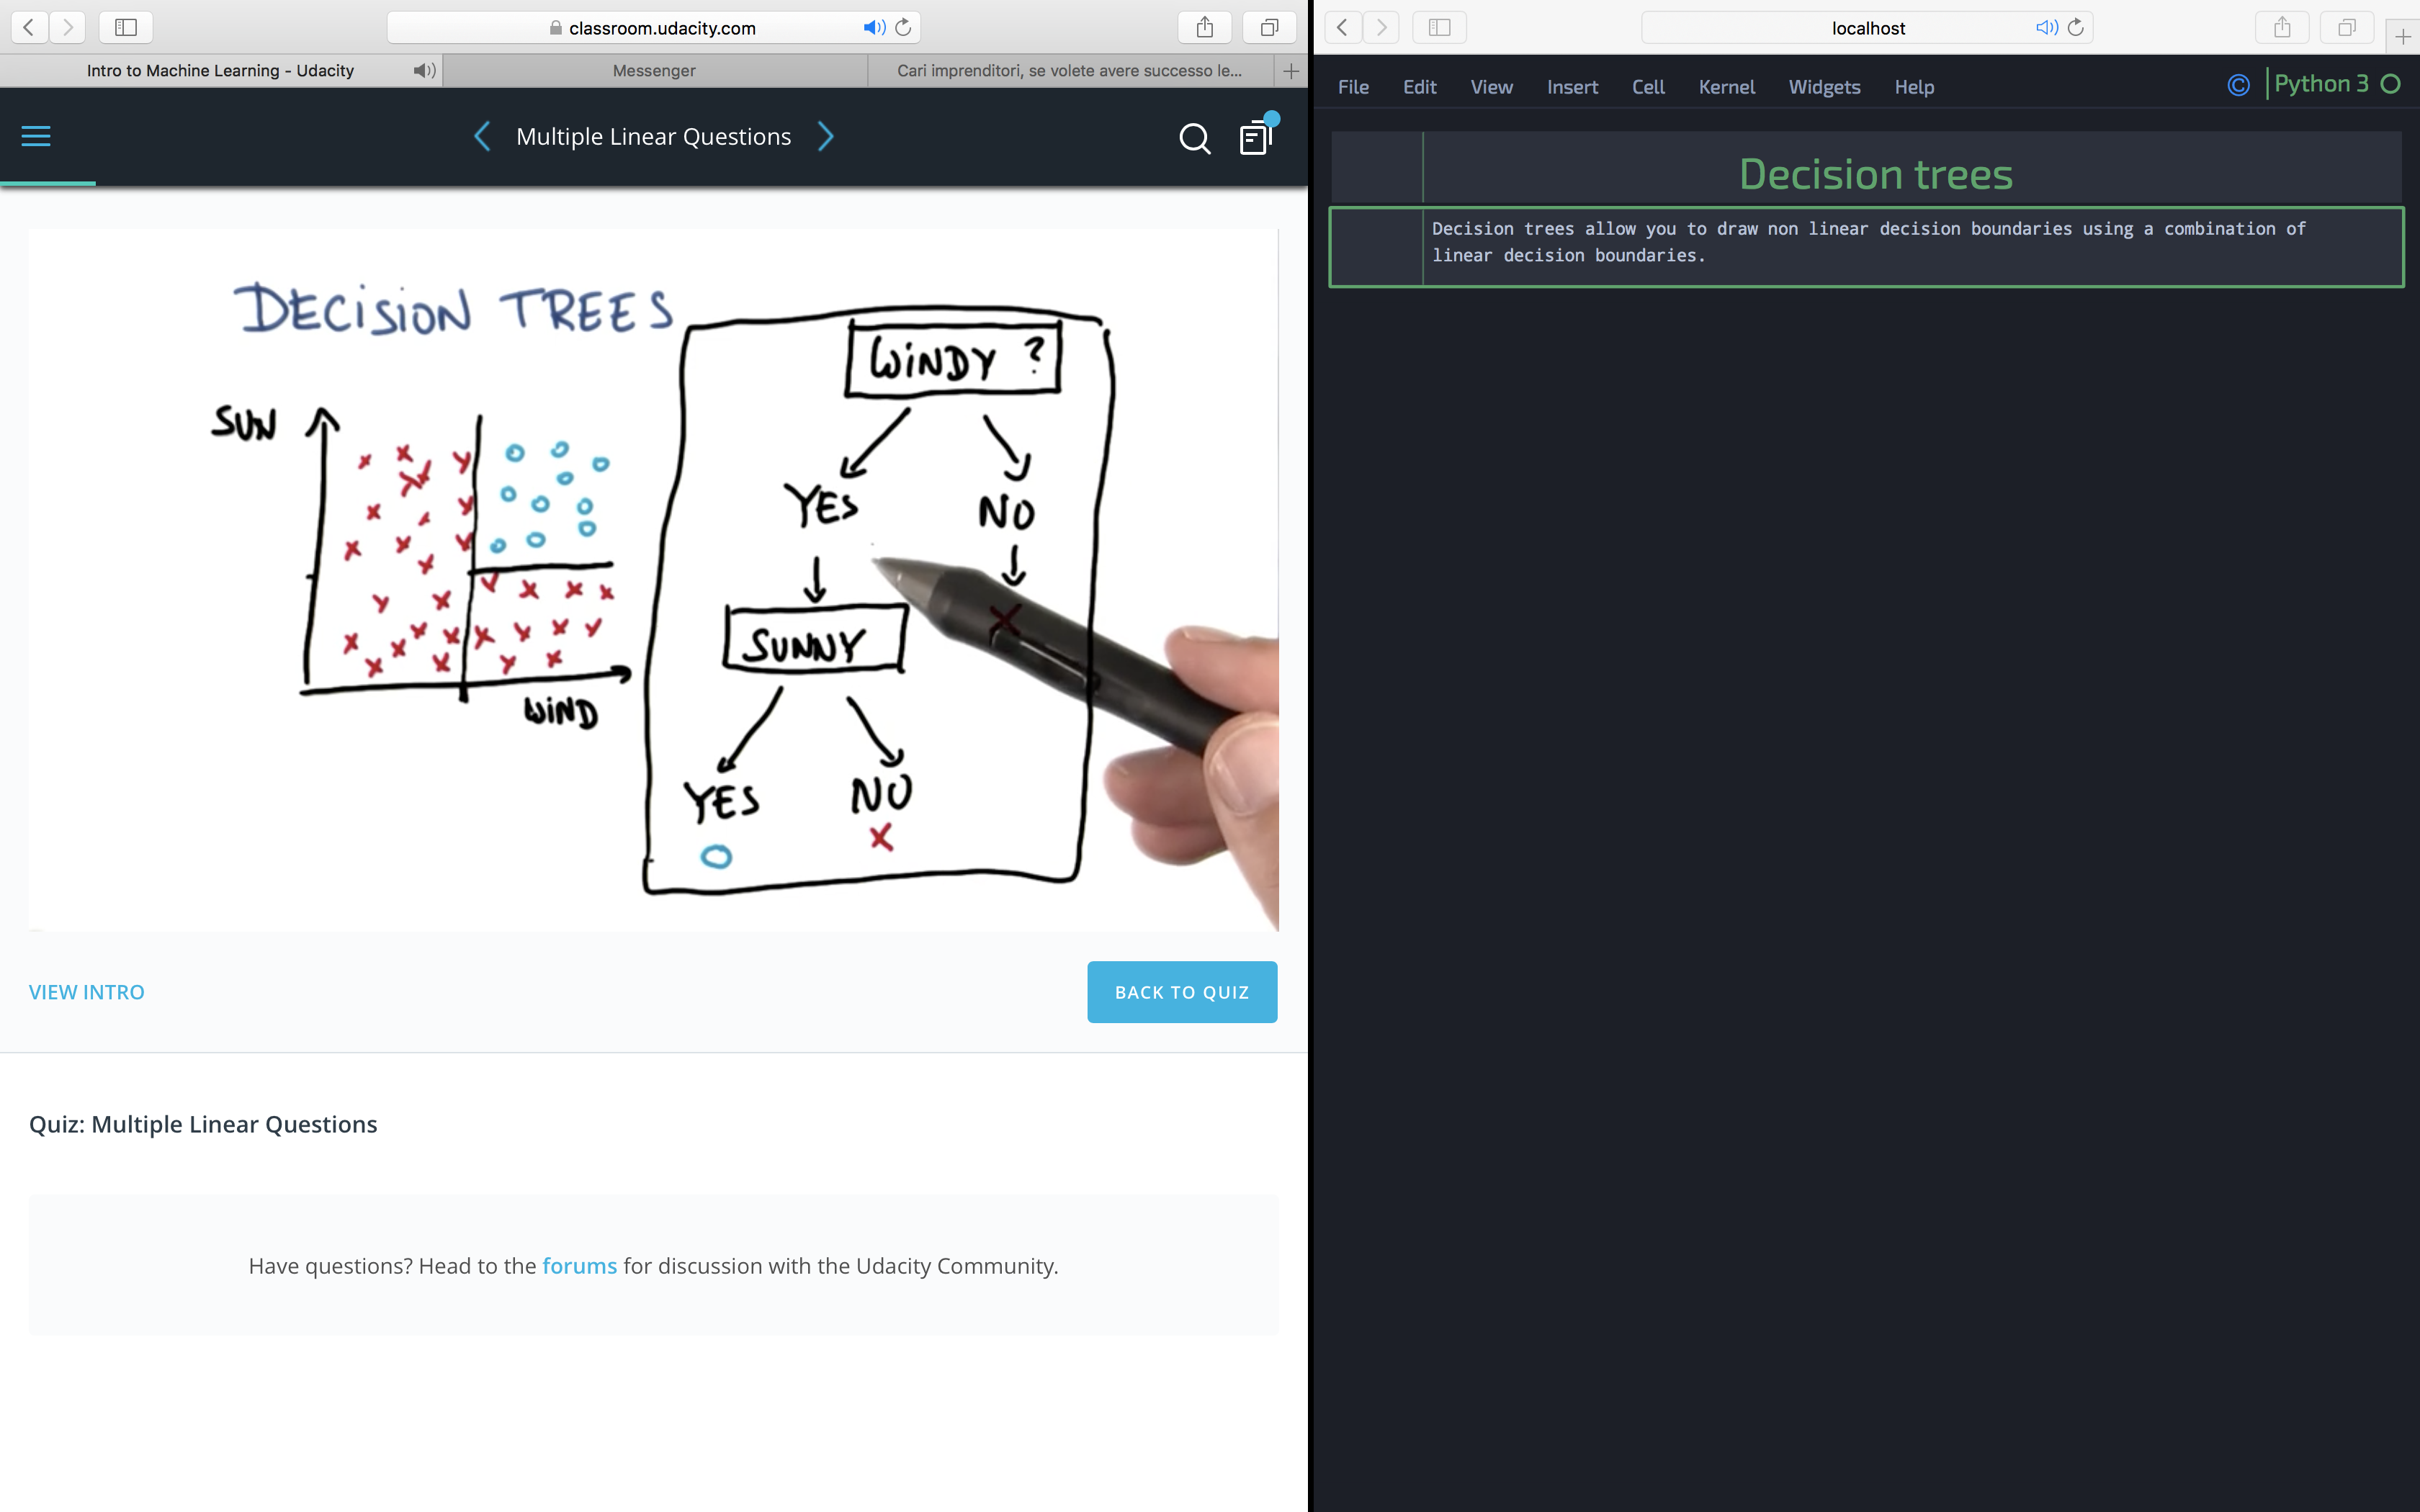 classroom.udacity.com
Intro to Machine Learning - Udacity
Messenger
Cari imprenditori, se volete avere successo le...
Multiple Linear Questions
DECISION TREES
SUN
WIND
WINDY ?
YES
NO
SUNNY
YES
NO
VIEW INTRO
BACK TO QUIZ
Quiz: Multiple Linear Questions
Have questions? Head to the forums for discussion with the Udacity Community.
localhost
File Edit View Insert Cell Kernel Widgets Help
Python 3
Decision trees
Decision trees allow you to draw non linear decision boundaries using a combination of
linear decision boundaries.